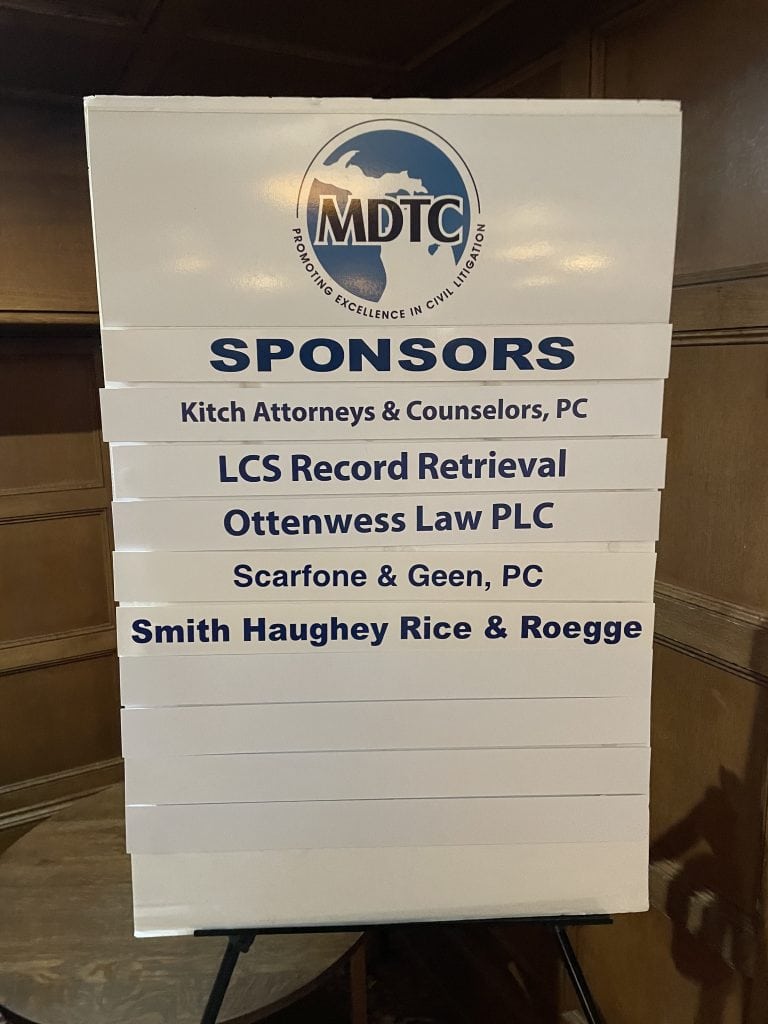 MDTC
PROMOTING EXCELLENCE IN CIVIL LITIGATION
SPONSORS
Kitch Attorneys & Counselors, PC
LCS Record Retrieval
Ottenwess Law PLC
Scarfone & Geen, PC
Smith Haughey Rice & Roegge